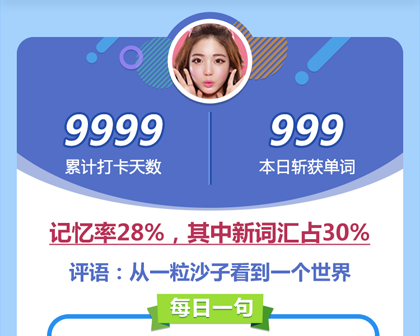 9999
999
累计打卡天数
本日斩获单词
记忆率28%，其中新词汇占30%
评语：从一粒沙子看到一个世界
每日一句